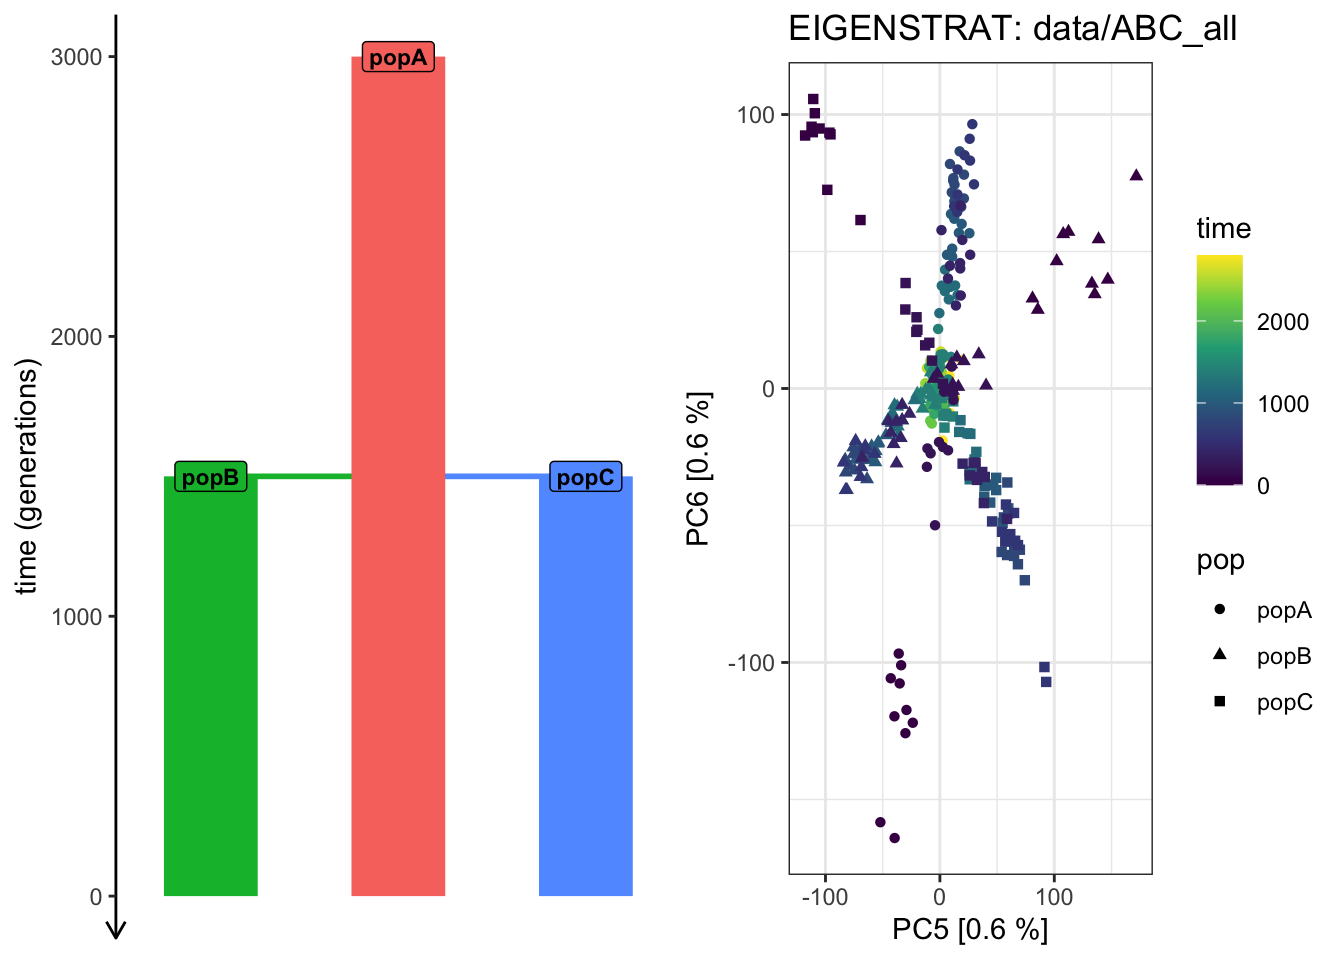 time (generations)
3000
2000
1000
0
popA
popB
popC
EIGENSTRAT: data/ABC_all
PC6 [0.6 %]
100
0
-100
-100
0
100
PC5 [0.6 %]
time
2000
1000
0
pop
popA
popB
popC